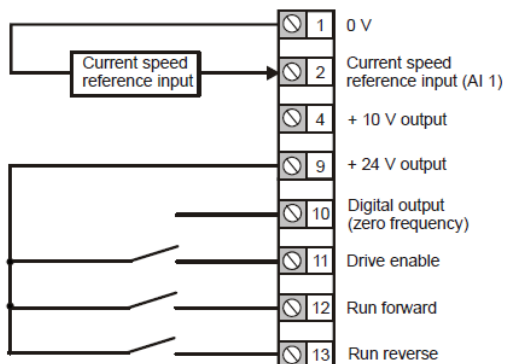 1 0 V
Current speed
reference input
2 Current speed
reference input (AI 1)
4 + 10 V output
9 + 24 V output
10 Digital output
(zero frequency)
11 Drive enable
12 Run forward
13 Run reverse